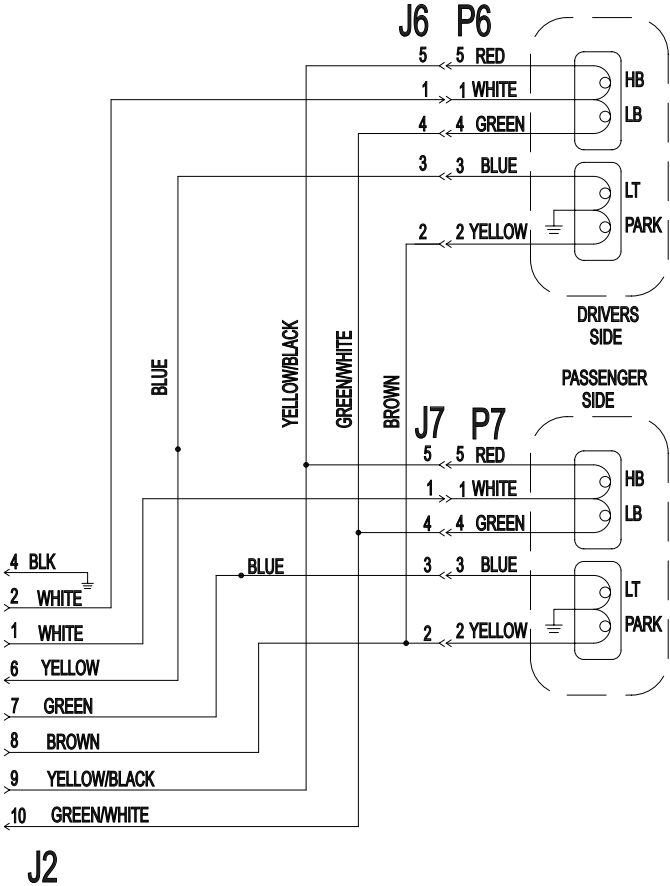 J6 P6
5 5 RED
HB
1 1 WHITE
LB
4 4 GREEN
3 3 BLUE
LT
PARK
2 2 YELLOW
DRIVERS
SIDE
BLUE
YELLOW/BLACK
GREEN/WHITE
BROWN
PASSENGER
SIDE
J7 P7
5 5 RED
HB
1 1 WHITE
LB
4 4 GREEN
BLUE
3 3 BLUE
LT
PARK
2 2 YELLOW
4 BLK
2 WHITE
1 WHITE
6 YELLOW
7 GREEN
8 BROWN
9 YELLOW/BLACK
10 GREEN/WHITE
J2